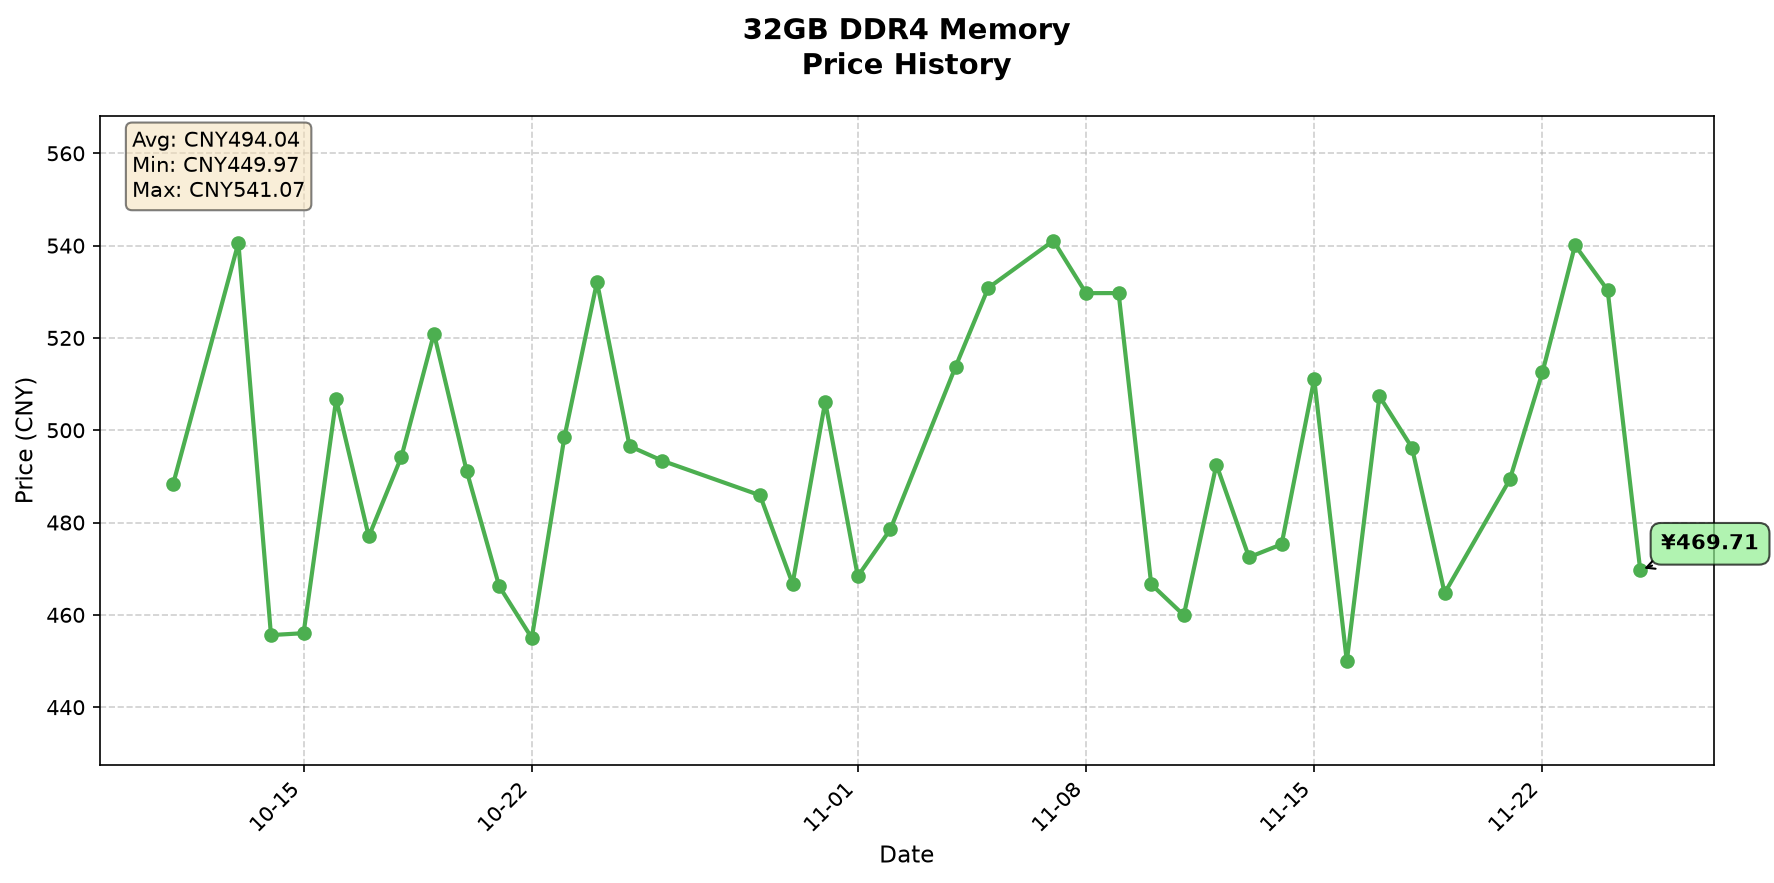 32GB DDR4 Memory
Price History
Avg: CNY494.04
Min: CNY449.97
Max: CNY541.07
560
540
520
500
480
460
440
Price (CNY)
¥469.71
10-15
10-22
11-01
11-08
11-15
11-22
Date